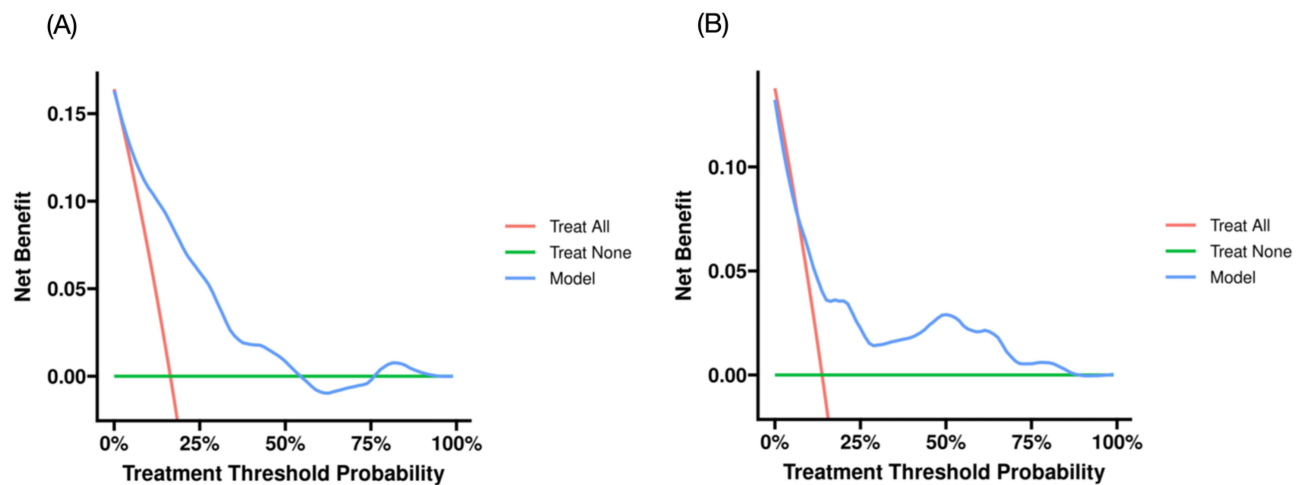 (A)
0.15
0.10
0.05
0.00
Net Benefit
0% 25% 50% 75% 100%
Treatment Threshold Probability
Treat All
Treat None
Model
(B)
0.10
0.05
0.00
Net Benefit
0% 25% 50% 75% 100%
Treatment Threshold Probability
Treat All
Treat None
Model